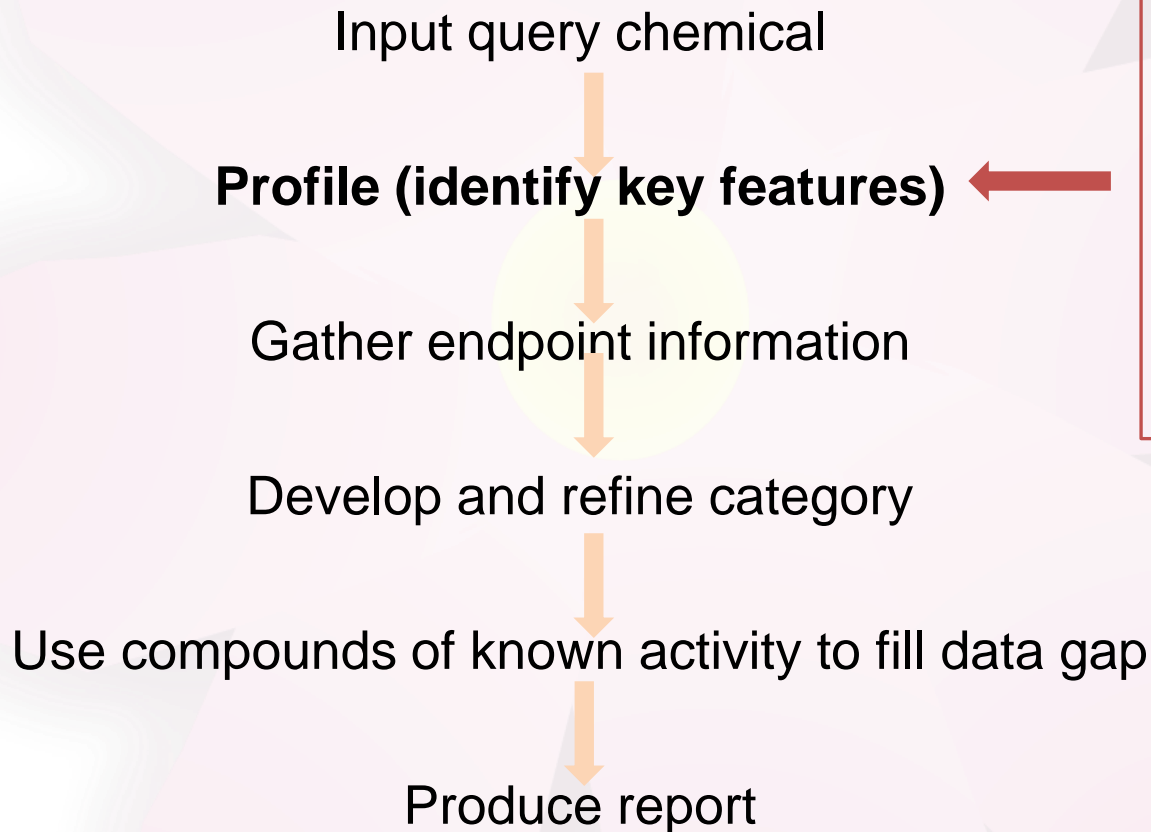 Input query chemical
Profile (identify key features)
Gather endpoint information
Develop and refine category
Use compounds of known activity to fill data gap
Produce report